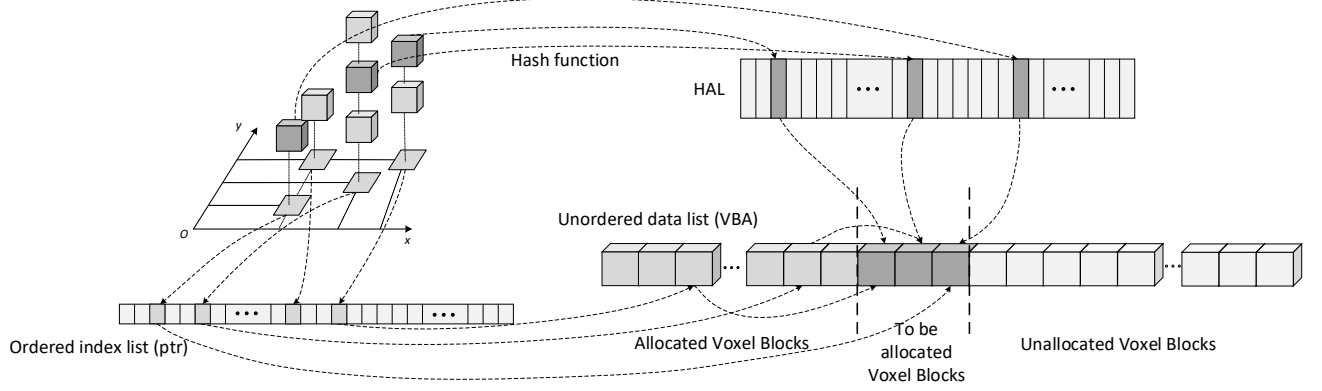 Hash function
HAL
y
O
x
Unordered data list (VBA)
Ordered index list (ptr)
Allocated Voxel Blocks
To be
allocated
Voxel Blocks
Unallocated Voxel Blocks